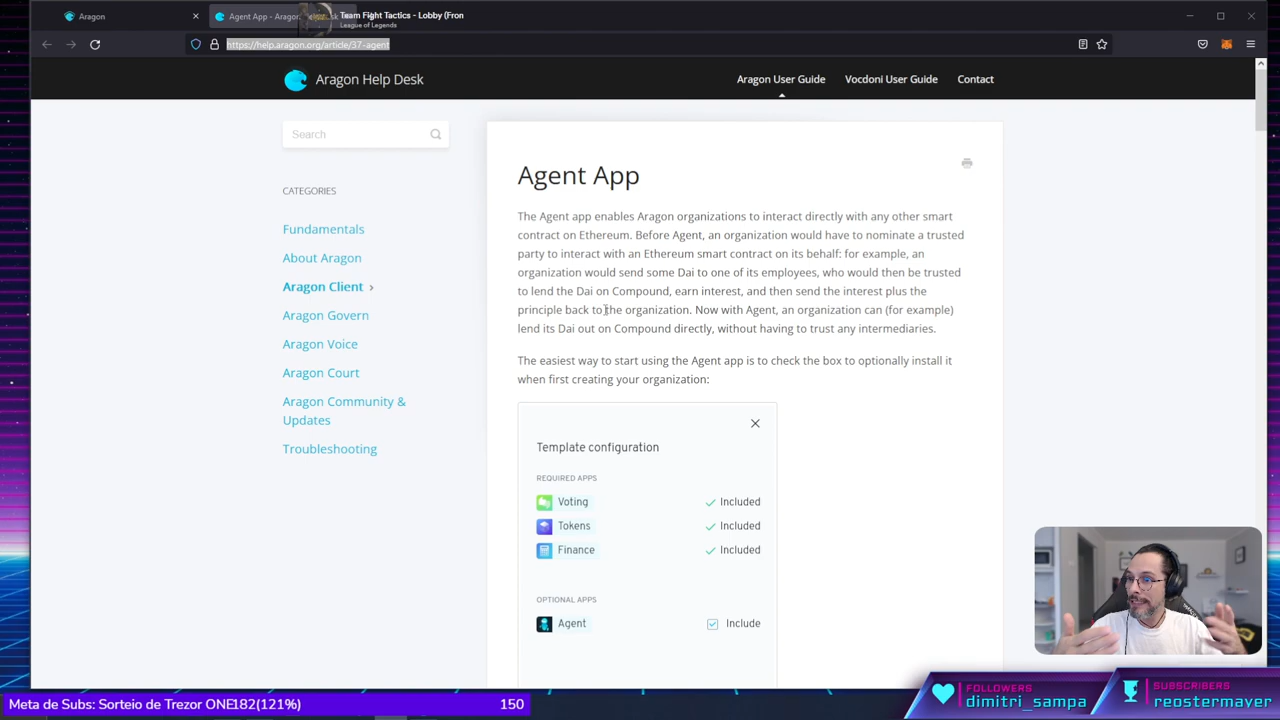 Aragon
Agent App - Aragon
Team Fight Tactics - Lobby (Fron
League of Legends
https://help.aragon.org/article/37-agent
Aragon Help Desk
Aragon User Guide
Vocdoni User Guide
Contact
Search
CATEGORIES
Fundamentals
About Aragon
Aragon Client
Aragon Govern
Aragon Voice
Aragon Court
Aragon Community &
Updates
Troubleshooting
Agent App
The Agent app enables Aragon organizations to interact directly with any other smart
contract on Ethereum. Before Agent, an organization would have to nominate a trusted
party to interact with an Ethereum smart contract on its behalf: for example, an
organization would send some Dai to one of its employees, who would then be trusted
to lend the Dai on Compound, earn interest, and then send the interest plus the
principle back to the organization. Now with Agent, an organization can (for example)
lend its Dai out on Compound directly, without having to trust any intermediaries.
The easiest way to start using the Agent app is to check the box to optionally install it
when first creating your organization:
Template configuration
REQUIRED APPS
Voting Included
Tokens Included
Finance Included
OPTIONAL APPS
Agent Include
FOLLOWERS
dimitri_sampa
SUBSCRIBERS
reostermayer
Meta de Subs: Sorteio de Trezor ONE182(121%) 150